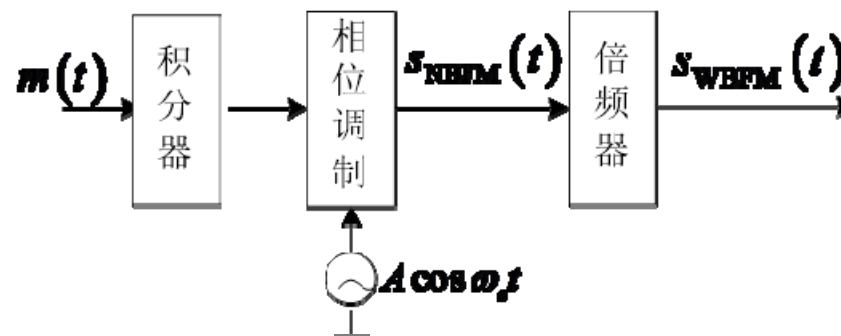 m(t)
积分器
相位调制
s_NBFM(t)
倍频器
s_WBFM(t)
A cos ω_c t